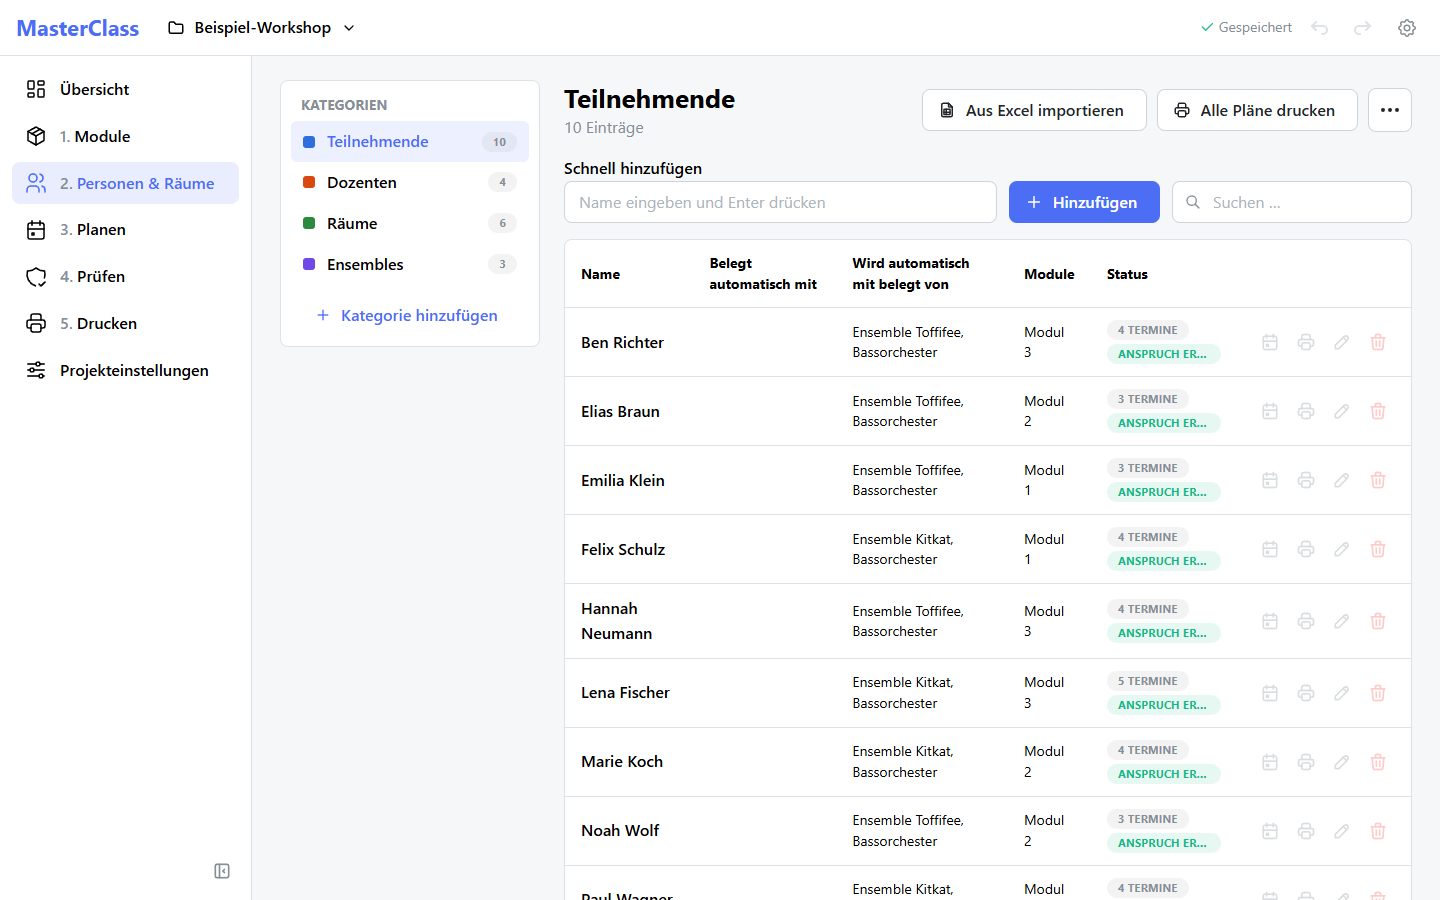 MasterClass
Beispiel-Workshop
Gespeichert
Übersicht
1. Module
2. Personen & Räume
3. Planen
4. Prüfen
5. Drucken
Projekteinstellungen
KATEGORIEN
Teilnehmende 10
Dozenten 4
Räume 6
Ensembles 3
Kategorie hinzufügen
Teilnehmende
10 Einträge
Aus Excel importieren
Alle Pläne drucken
Schnell hinzufügen
Name eingeben und Enter drücken
Hinzufügen
Suchen ...
Name
Belegt
automatisch mit
Wird automatisch
mit belegt von
Module
Status
Ben Richter
Ensemble Toffifee,
Bassorchester
Modul
3
4 TERMINE
ANSPRUCH ER...
Elias Braun
Ensemble Toffifee,
Bassorchester
Modul
2
3 TERMINE
ANSPRUCH ER...
Emilia Klein
Ensemble Toffifee,
Bassorchester
Modul
1
3 TERMINE
ANSPRUCH ER...
Felix Schulz
Ensemble Kitkat,
Bassorchester
Modul
1
4 TERMINE
ANSPRUCH ER...
Hannah
Neumann
Ensemble Toffifee,
Bassorchester
Modul
3
4 TERMINE
ANSPRUCH ER...
Lena Fischer
Ensemble Kitkat,
Bassorchester
Modul
3
5 TERMINE
ANSPRUCH ER...
Marie Koch
Ensemble Kitkat,
Bassorchester
Modul
2
4 TERMINE
ANSPRUCH ER...
Noah Wolf
Ensemble Toffifee,
Bassorchester
Modul
2
3 TERMINE
ANSPRUCH ER...
Paul Wagner
Ensemble Kitkat,
Modul
4 TERMINE